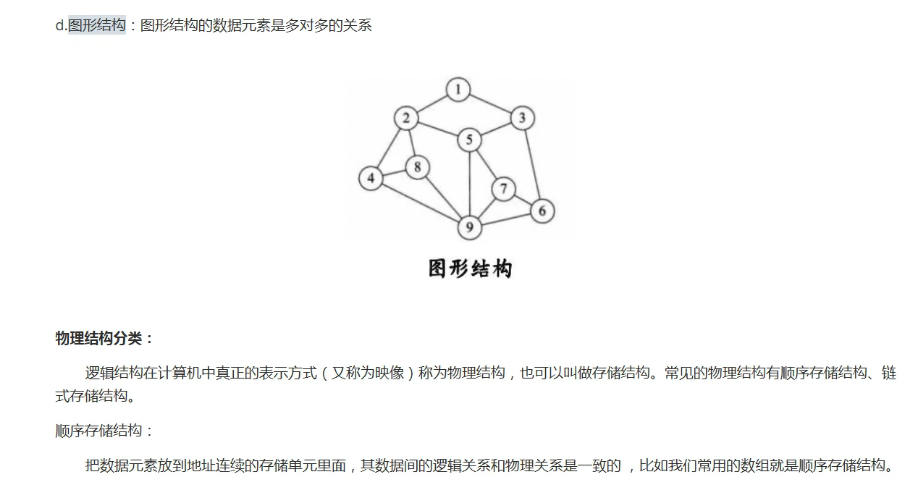 d.图形结构：图形结构的数据元素是多对多的关系
1
2
3
5
8
4
7
6
9
图形结构
物理结构分类：
逻辑结构在计算机中真正的表示方式（又称为映像）称为物理结构，也可以叫做存储结构。常见的物理结构有顺序存储结构、链
式存储结构。
顺序存储结构：
把数据元素放到地址连续的存储单元里面，其数据间的逻辑关系和物理关系是一致的 ，比如我们常用的数组就是顺序存储结构。